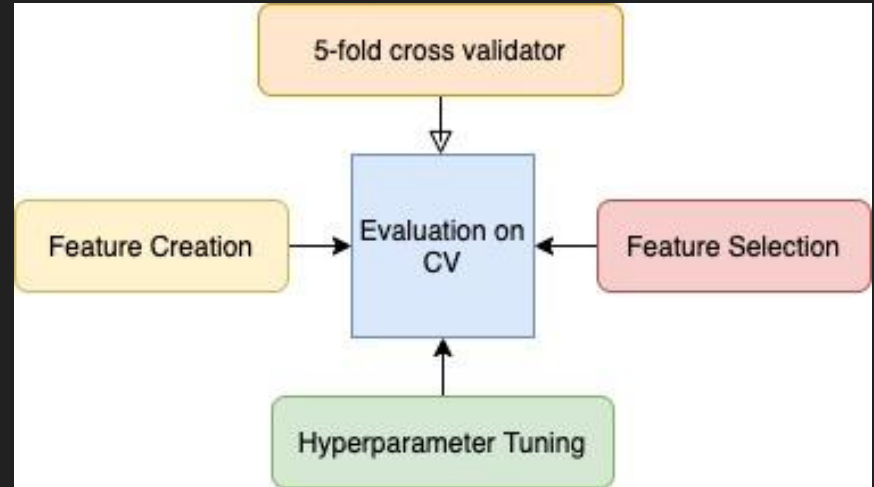 5-fold cross validator
Feature Creation
Evaluation on
CV
Feature Selection
Hyperparameter Tuning